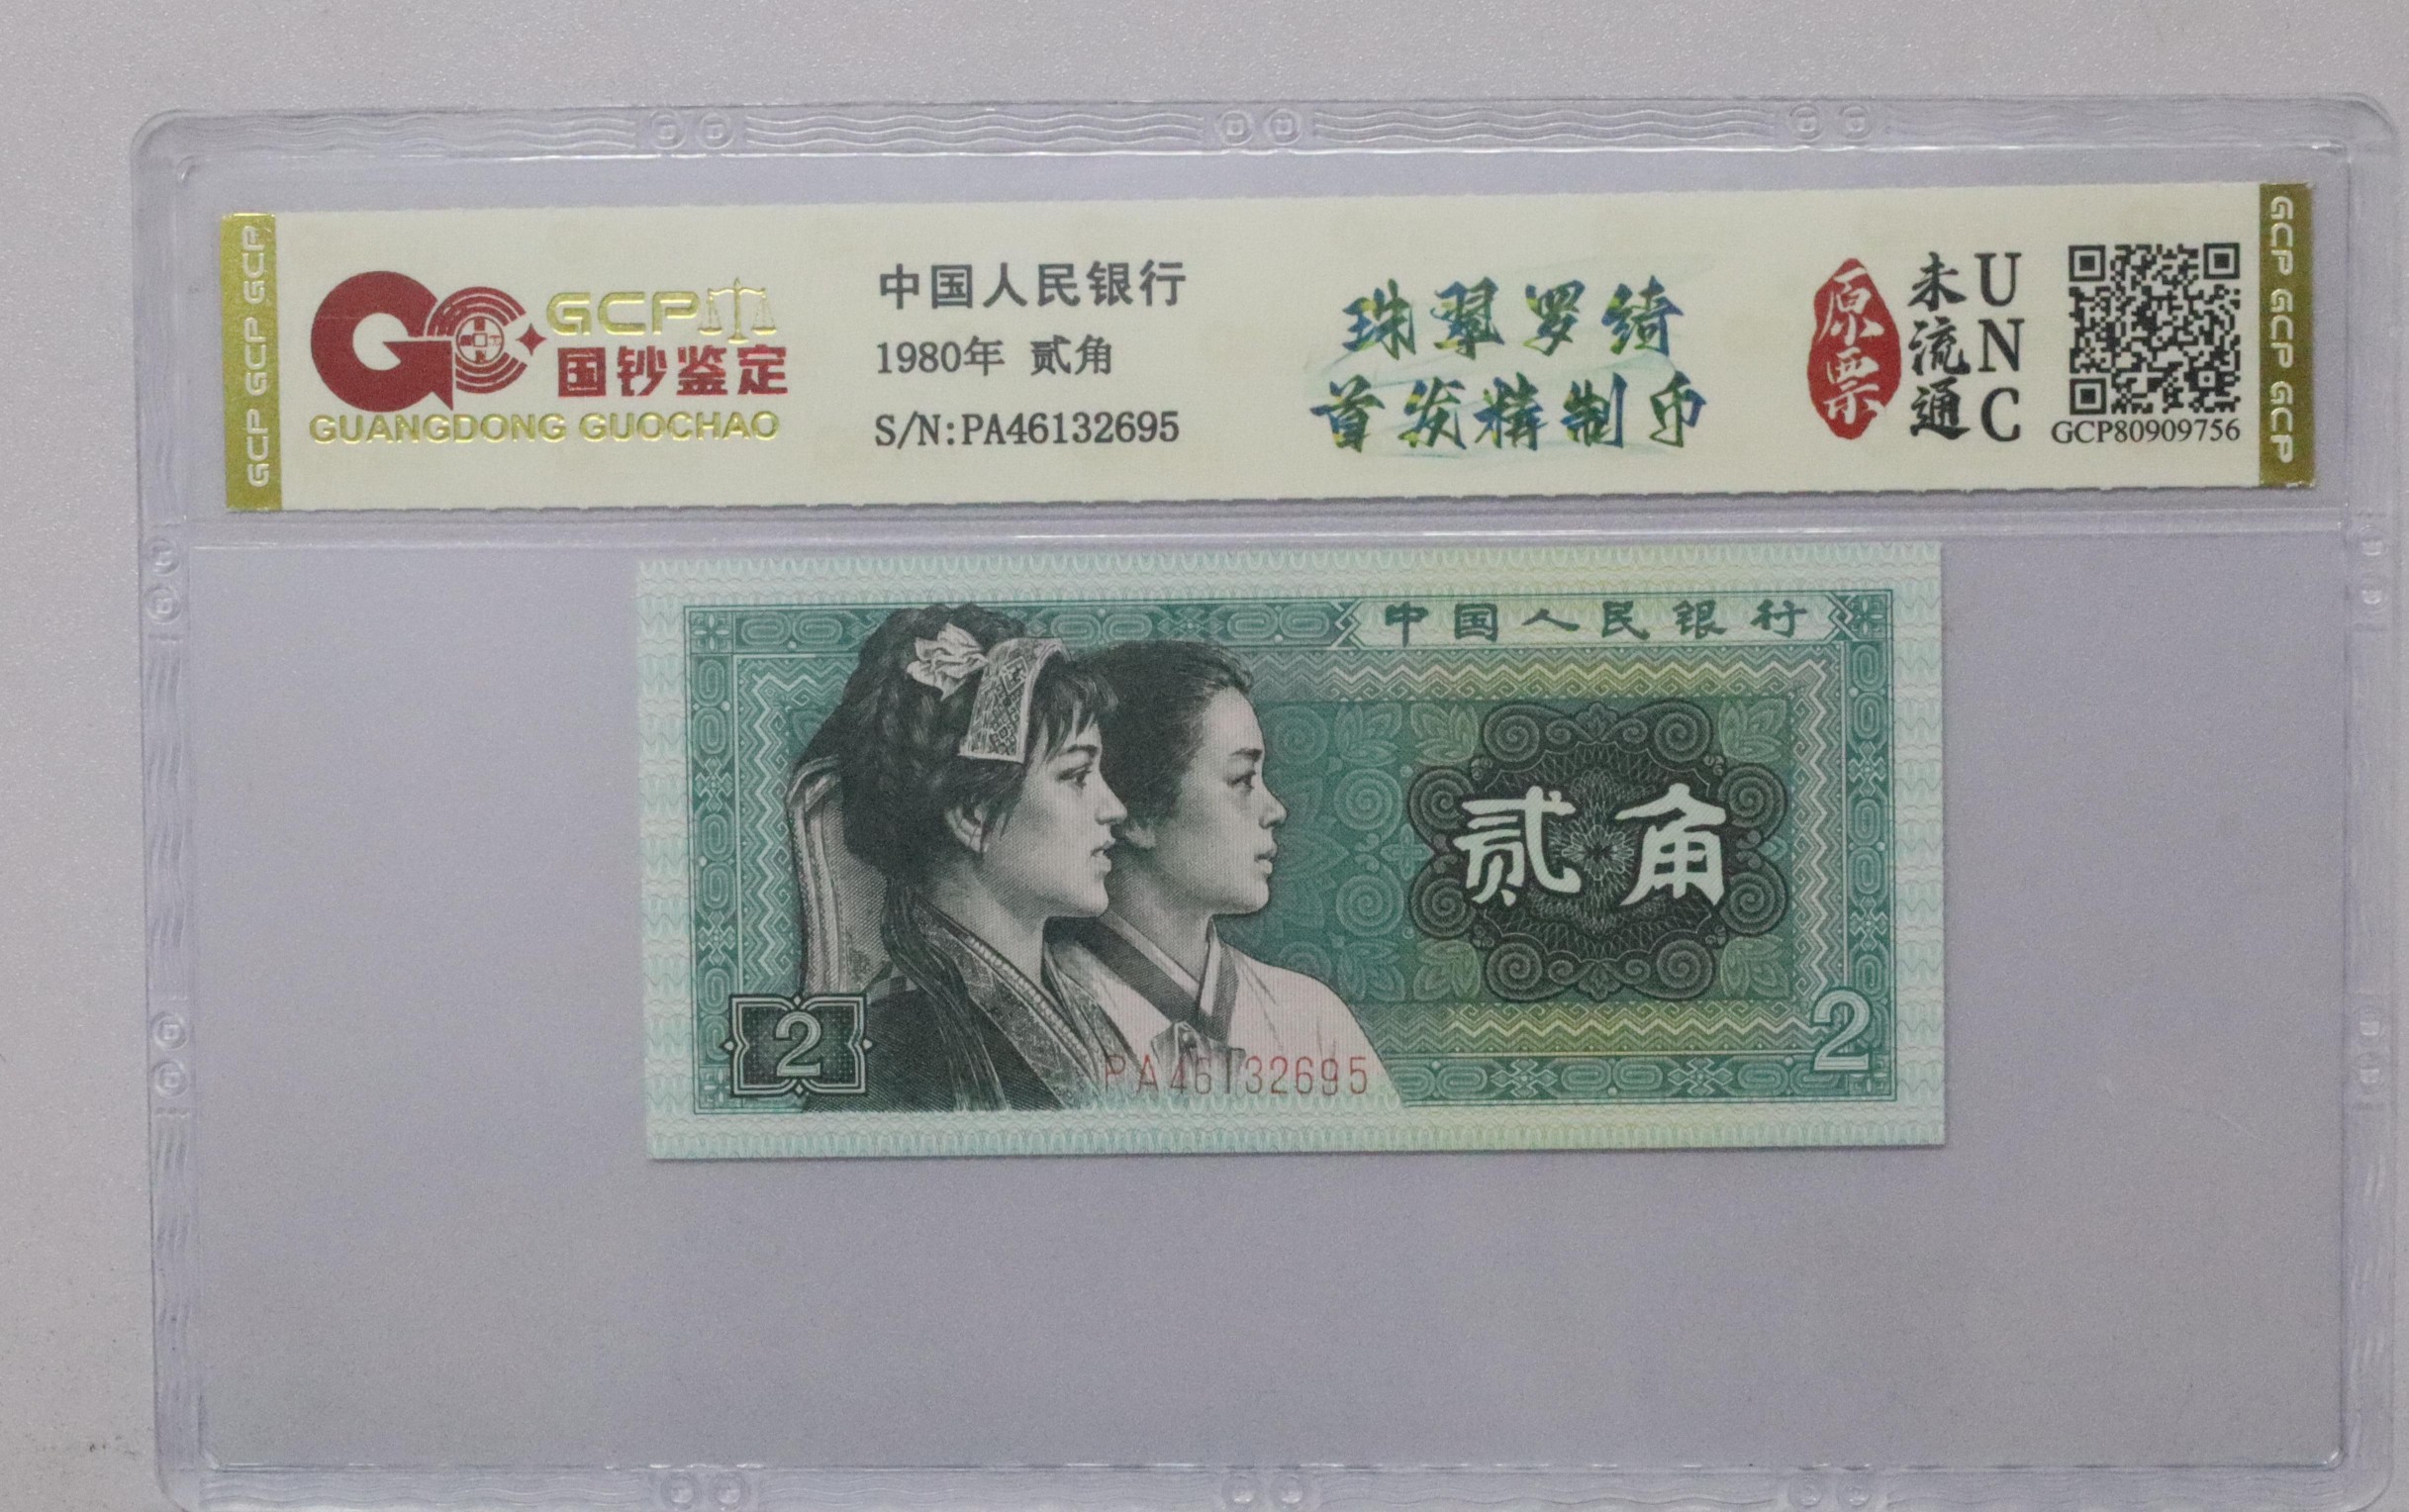 GCP GCP GCP
GCP
国钞鉴定
GUANGDONG GUOCHAO
中国人民银行
1980年 贰角
S/N:PA46132695
珠翠罗绮
首发精制币
原票
未流通
UNC
GCP80909756
GCP GCP GCP
中国人民银行
贰角
2
2
PA46132695